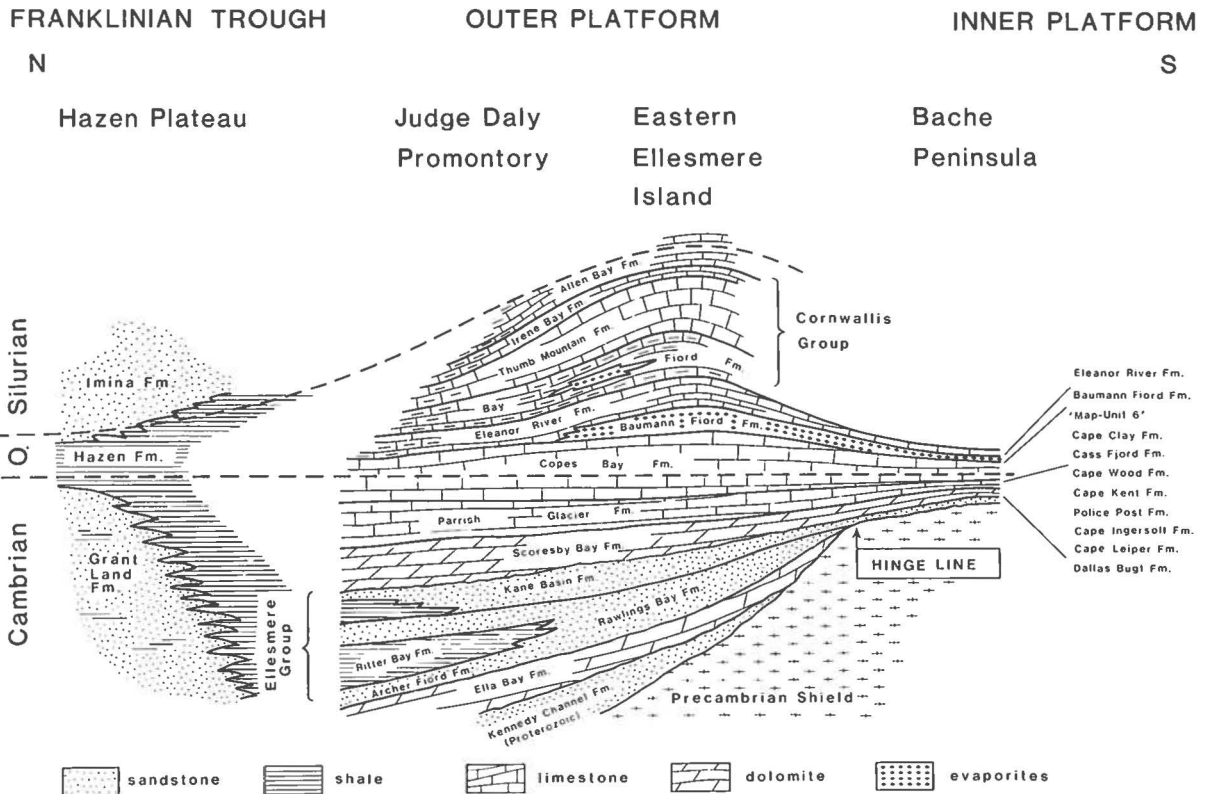 FRANKLINIAN TROUGH
OUTER PLATFORM
INNER PLATFORM
N
S
Hazen Plateau
Judge Daly
Promontory
Eastern
Ellesmere
Island
Bache
Peninsula
Silurian
O.
Cambrian
Imina Fm.
Hazen Fm.
Grant
Land
Fm
Ellesmere
Group
Allen Bay Fm.
Irene Bay Fm
Thumb Mountain Fm.
Bay Fiord Fm.
Eleanor River Fm.
Baumann Fiord Fm.
Copes Bay Fm.
Parrish Glacier Fm.
Scoresby Bay Fm
Kane Basin Fm
Rawlings Bay Fm.
Ritter Bay Fm.
Archer Fiord Fm.
Ella Bay Fm.
Kennedy Channel Fm.
(Proterozoic)
Precambrian Shield
HINGE LINE
Cornwallis
Group
Eleanor River Fm.
Baumann Fiord Fm.
'Map-Unit 6'
Cape Clay Fm.
Cass Fjord Fm.
Cape Wood Fm.
Cape Kent Fm.
Police Post Fm.
Cape Ingersoll Fm.
Cape Leiper Fm.
Dallas Bugt Fm.
sandstone
shale
limestone
dolomite
evaporites